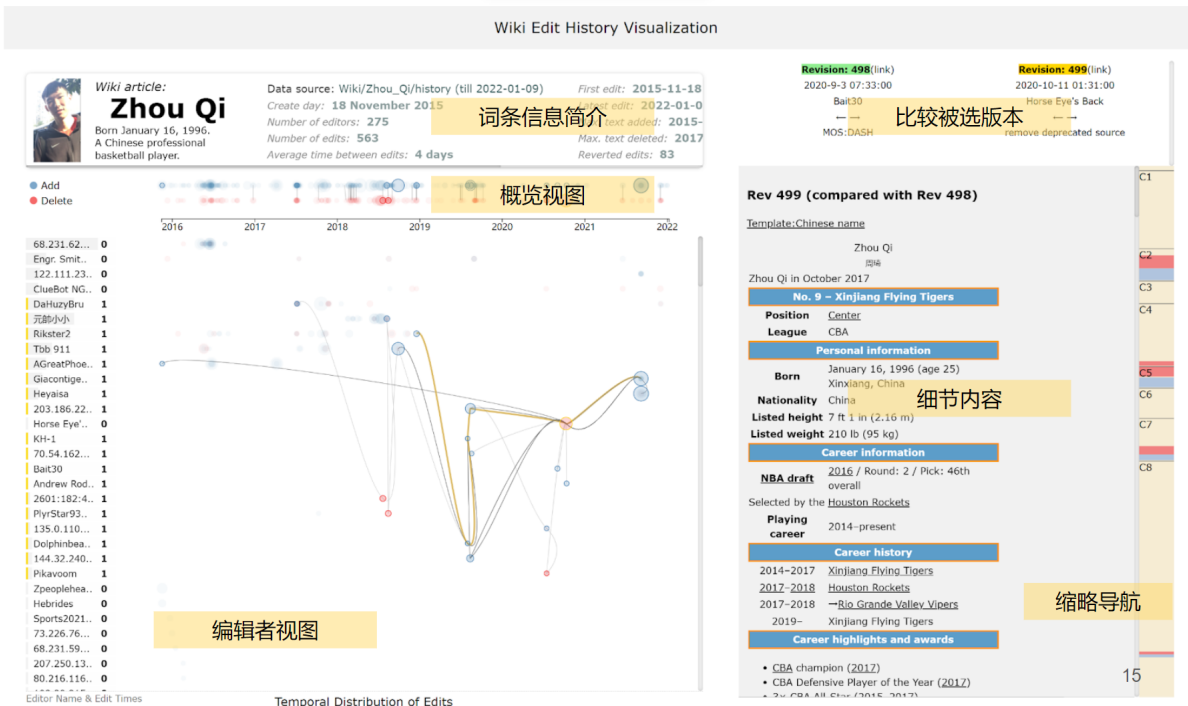 Wiki Edit History Visualization
Wiki article:
Zhou Qi
Born January 16, 1996.
A Chinese professional
basketball player.
Data source: Wiki/Zhou_Qi/history (till 2022-01-09)
Create day: 18 November 2015
Number of editors: 275
Number of edits: 563
Average time between edits: 4 days
First edit: 2015-11-18
Latest edit: 2022-01-0
text added: 2015-
Max. text deleted: 2017
Reverted edits: 83
词条信息简介
Revision: 498(link)
2020-9-3 07:33:00
Bait30
←→
MOS:DASH
Revision: 499(link)
2020-10-11 01:31:00
Horse Eye's Back
←→
remove deprecated source
比较被选版本
Add
Delete
概览视图
2016 2017 2018 2019 2020 2021 2022
68.231.62... 0
Engr. Smit.. 0
122.111.23.. 0
ClueBot NG.. 0
DaHuzyBru 1
元帥小小 1
Rikster2 1
Tbb 911 1
AGreatPhoe.. 1
Giacontige.. 1
Heyaisa 1
203.186.22.. 1
Horse Eye'.. 0
KH-1 1
70.54.162... 1
Bait30 1
Andrew Rod.. 1
2601:182:4.. 1
PlyrStar93.. 1
135.0.110... 1
Dolphinbea.. 1
144.32.240.. 1
Pikavoom 1
Zpeoplehea.. 0
Hebrides 0
Sports2021.. 0
73.226.76... 0
68.231.59... 0
207.250.13.. 0
80.216.116.. 0
编辑者视图
Editor Name & Edit Times
Temporal Distribution of Edits
Rev 499 (compared with Rev 498)
Template:Chinese name
Zhou Qi
周琦
Zhou Qi in October 2017
No. 9 – Xinjiang Flying Tigers
Position Center
League CBA
Personal information
Born January 16, 1996 (age 25)
Xinxiang, China
Nationality China
Listed height 7 ft 1 in (2.16 m)
Listed weight 210 lb (95 kg)
细节内容
Career information
NBA draft 2016 / Round: 2 / Pick: 46th
overall
Selected by the Houston Rockets
Playing
career 2014–present
Career history
2014–2017 Xinjiang Flying Tigers
2017–2018 Houston Rockets
2017–2018 →Rio Grande Valley Vipers
2019– Xinjiang Flying Tigers
Career highlights and awards
• CBA champion (2017)
• CBA Defensive Player of the Year (2017)
• 3× CBA All-Star (2015–2017)
C1
C2
C3
C4
C5
C6
C7
C8
缩略导航
15